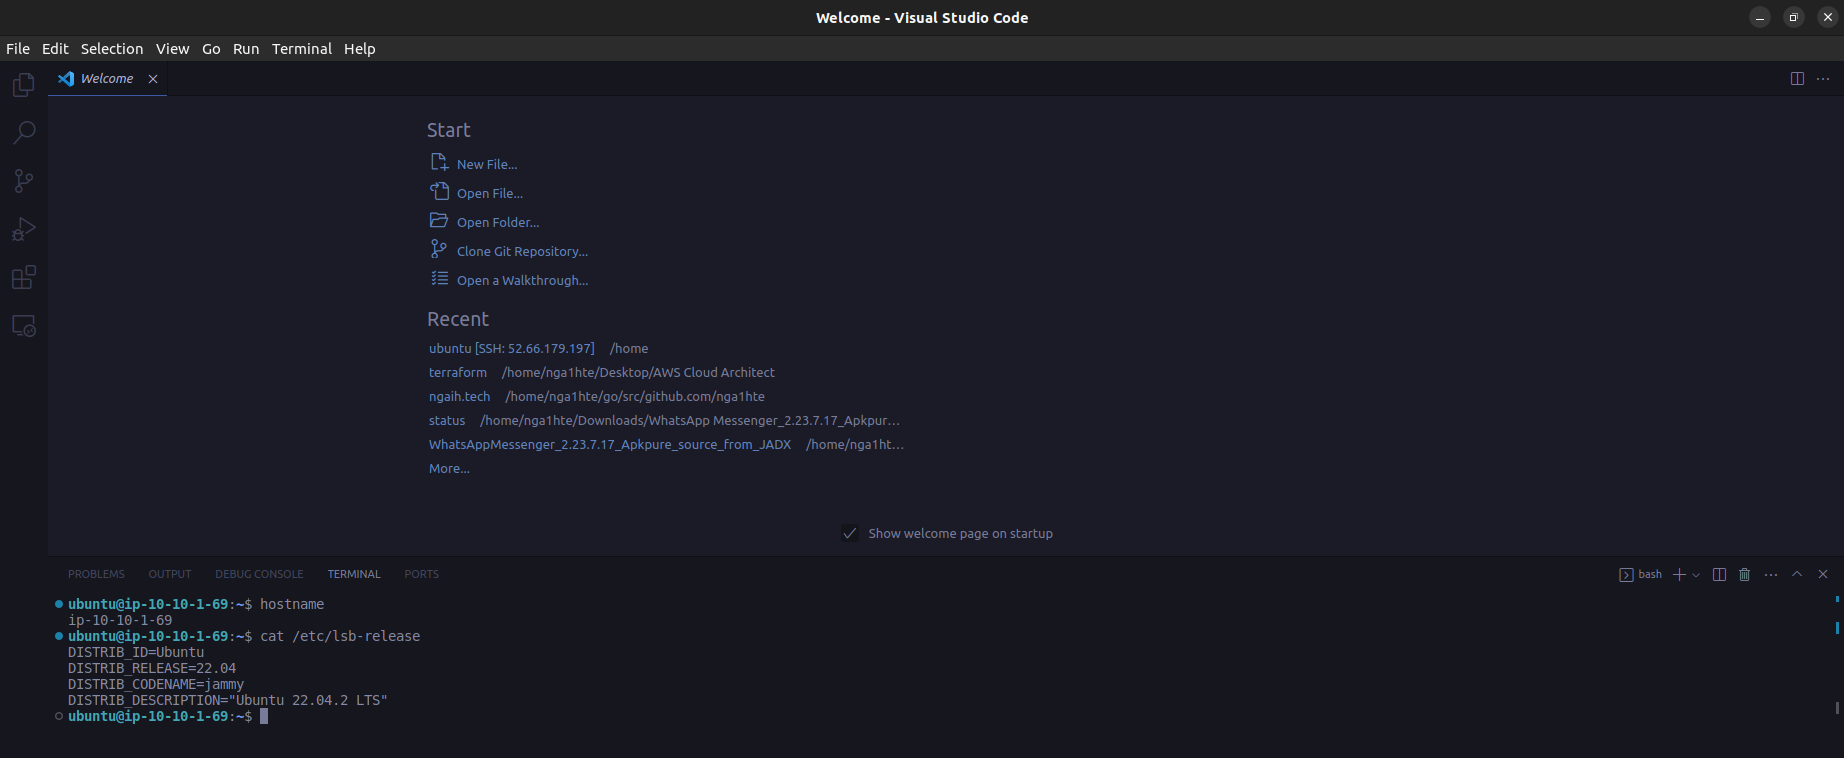 Welcome - Visual Studio Code
File Edit Selection View Go Run Terminal Help
Welcome
Start
New File...
Open File...
Open Folder...
Clone Git Repository...
Open a Walkthrough...
Recent
ubuntu [SSH: 52.66.179.197] /home
terraform /home/nga1hte/Desktop/AWS Cloud Architect
ngaih.tech /home/nga1hte/go/src/github.com/nga1hte
status /home/nga1hte/Downloads/WhatsApp Messenger_2.23.7.17_Apkpur...
WhatsAppMessenger_2.23.7.17_Apkpure_source_from_JADX /home/nga1ht...
More...
Show welcome page on startup
PROBLEMS OUTPUT DEBUG CONSOLE TERMINAL PORTS bash
ubuntu@ip-10-10-1-69:~$ hostname
ip-10-10-1-69
ubuntu@ip-10-10-1-69:~$ cat /etc/lsb-release
DISTRIB_ID=Ubuntu
DISTRIB_RELEASE=22.04
DISTRIB_CODENAME=jammy
DISTRIB_DESCRIPTION="Ubuntu 22.04.2 LTS"
ubuntu@ip-10-10-1-69:~$